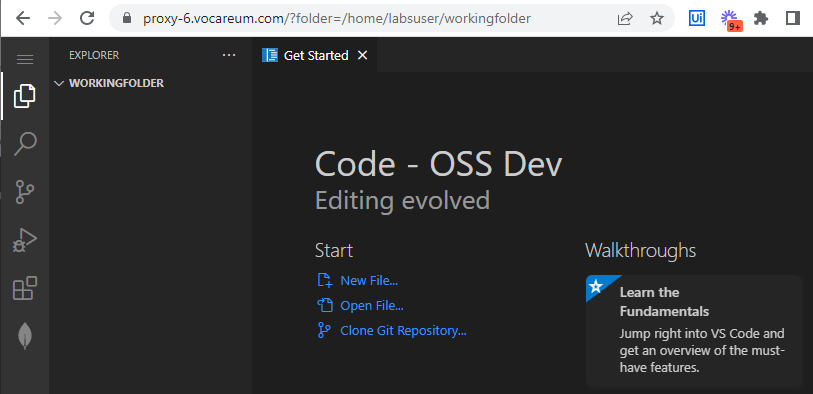 proxy-6.vocareum.com/?folder=/home/labsuser/workingfolder
Ui
9+
EXPLORER
Get Started
WORKINGFOLDER
Code - OSS Dev
Editing evolved
Start
New File...
Open File...
Clone Git Repository...
Walkthroughs
Learn the
Fundamentals
Jump right into VS Code and
get an overview of the must-
have features.